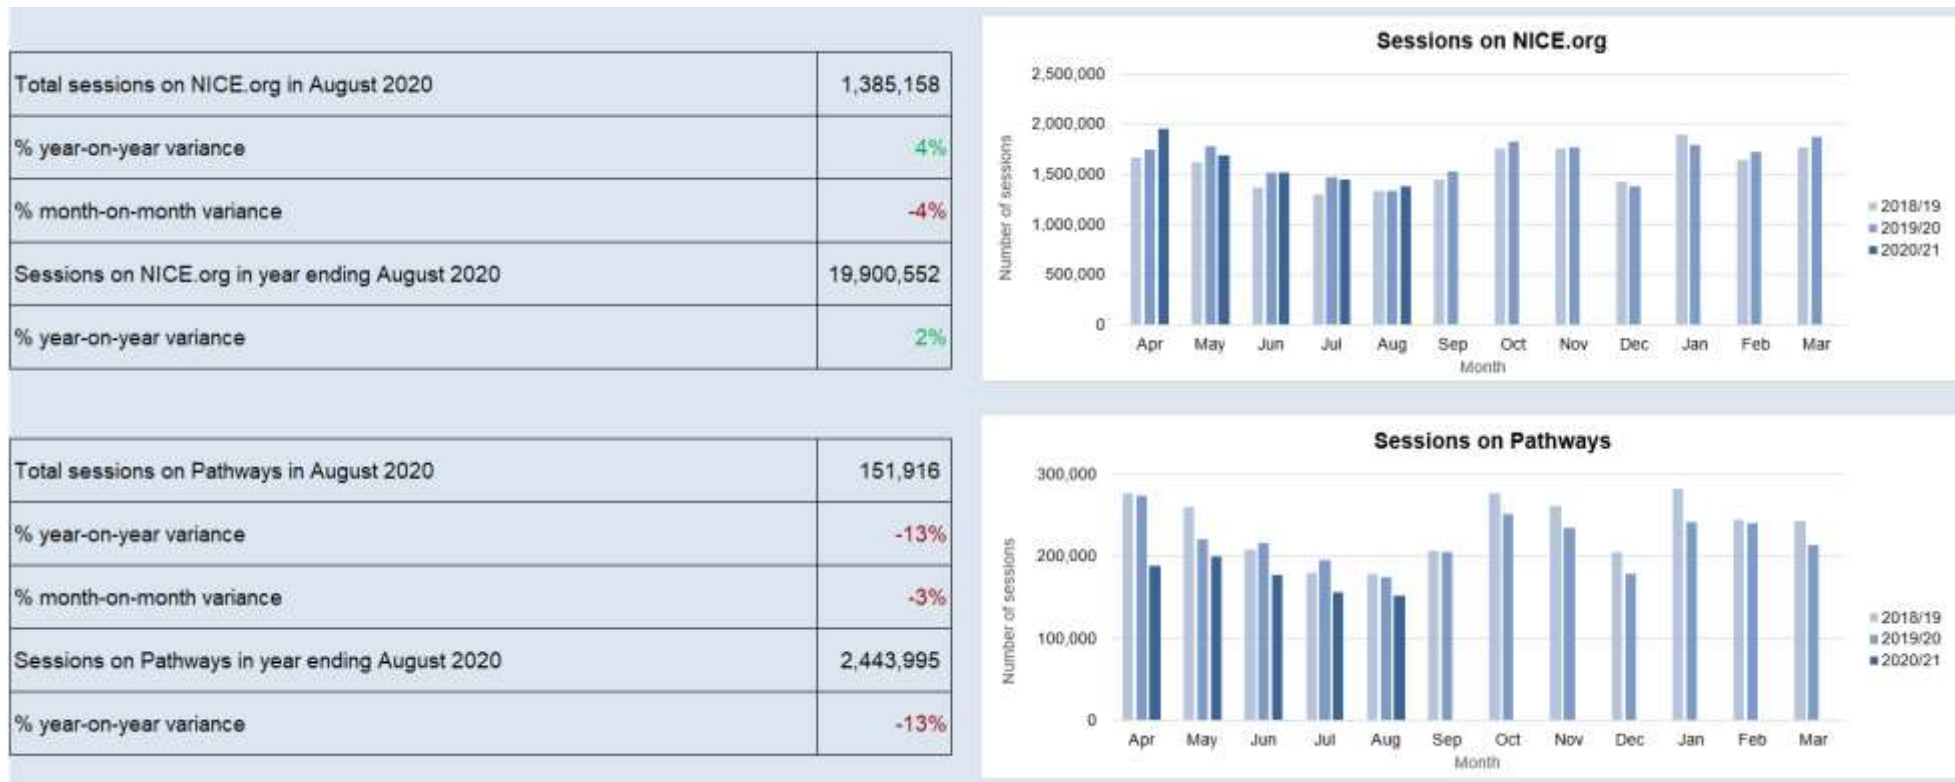 Total sessions on NICE.org in August 2020 1,385,158
% year-on-year variance 4%
% month-on-month variance -4%
Sessions on NICE.org in year ending August 2020 19,900,552
% year-on-year variance 2%
Sessions on NICE.org
2,500,000
2,000,000
1,500,000
1,000,000
500,000
0
Number of sessions
Apr May Jun Jul Aug Sep Oct Nov Dec Jan Feb Mar
Month
2018/19
2019/20
2020/21
Total sessions on Pathways in August 2020 151,916
% year-on-year variance -13%
% month-on-month variance -3%
Sessions on Pathways in year ending August 2020 2,443,995
% year-on-year variance -13%
Sessions on Pathways
300,000
200,000
100,000
0
Number of sessions
Apr May Jun Jul Aug Sep Oct Nov Dec Jan Feb Mar
Month
2018/19
2019/20
2020/21